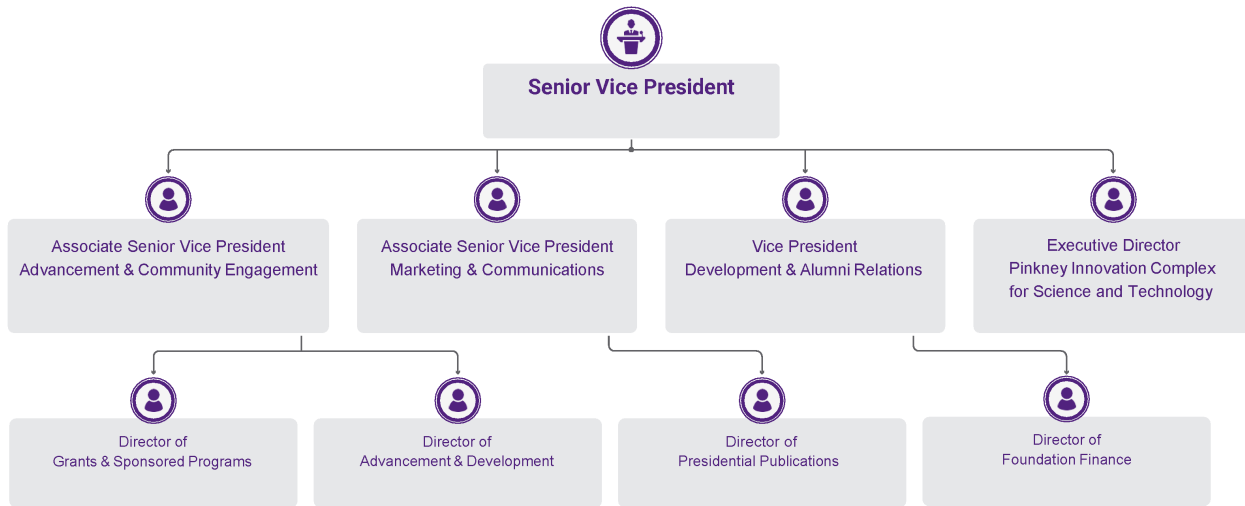 Senior Vice President
Associate Senior Vice President
Advancement & Community Engagement
Associate Senior Vice President
Marketing & Communications
Vice President
Development & Alumni Relations
Executive Director
Pinkney Innovation Complex
for Science and Technology
Director of
Grants & Sponsored Programs
Director of
Advancement & Development
Director of
Presidential Publications
Director of
Foundation Finance